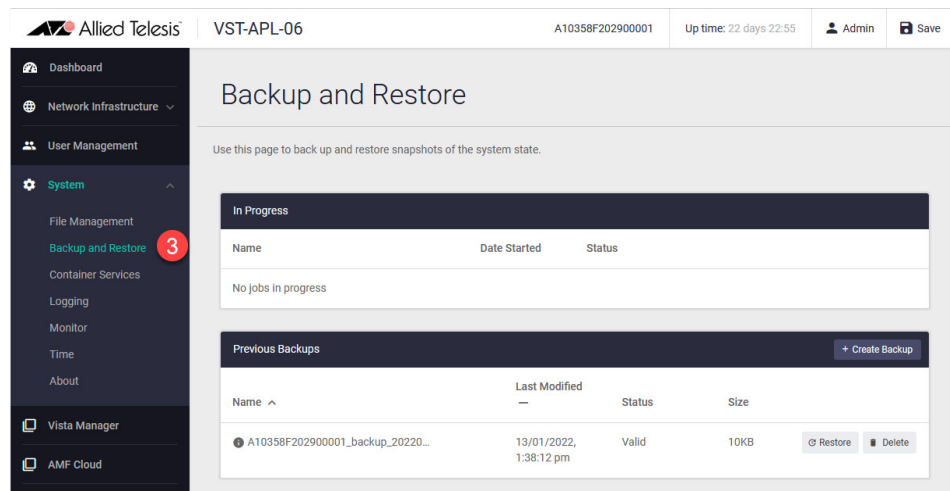 Allied Telesis VST-APL-06 A10358F202900001 Up time: 22 days 22:55 Admin Save
Dashboard
Network Infrastructure
User Management
System
File Management
Backup and Restore 3
Container Services
Logging
Monitor
Time
About
Vista Manager
AMF Cloud
Backup and Restore
Use this page to back up and restore snapshots of the system state.
In Progress
Name Date Started Status
No jobs in progress
Previous Backups + Create Backup
Name Last Modified — Status Size
A10358F202900001_backup_20220... 13/01/2022, Valid 10KB Restore Delete
1:38:12 pm